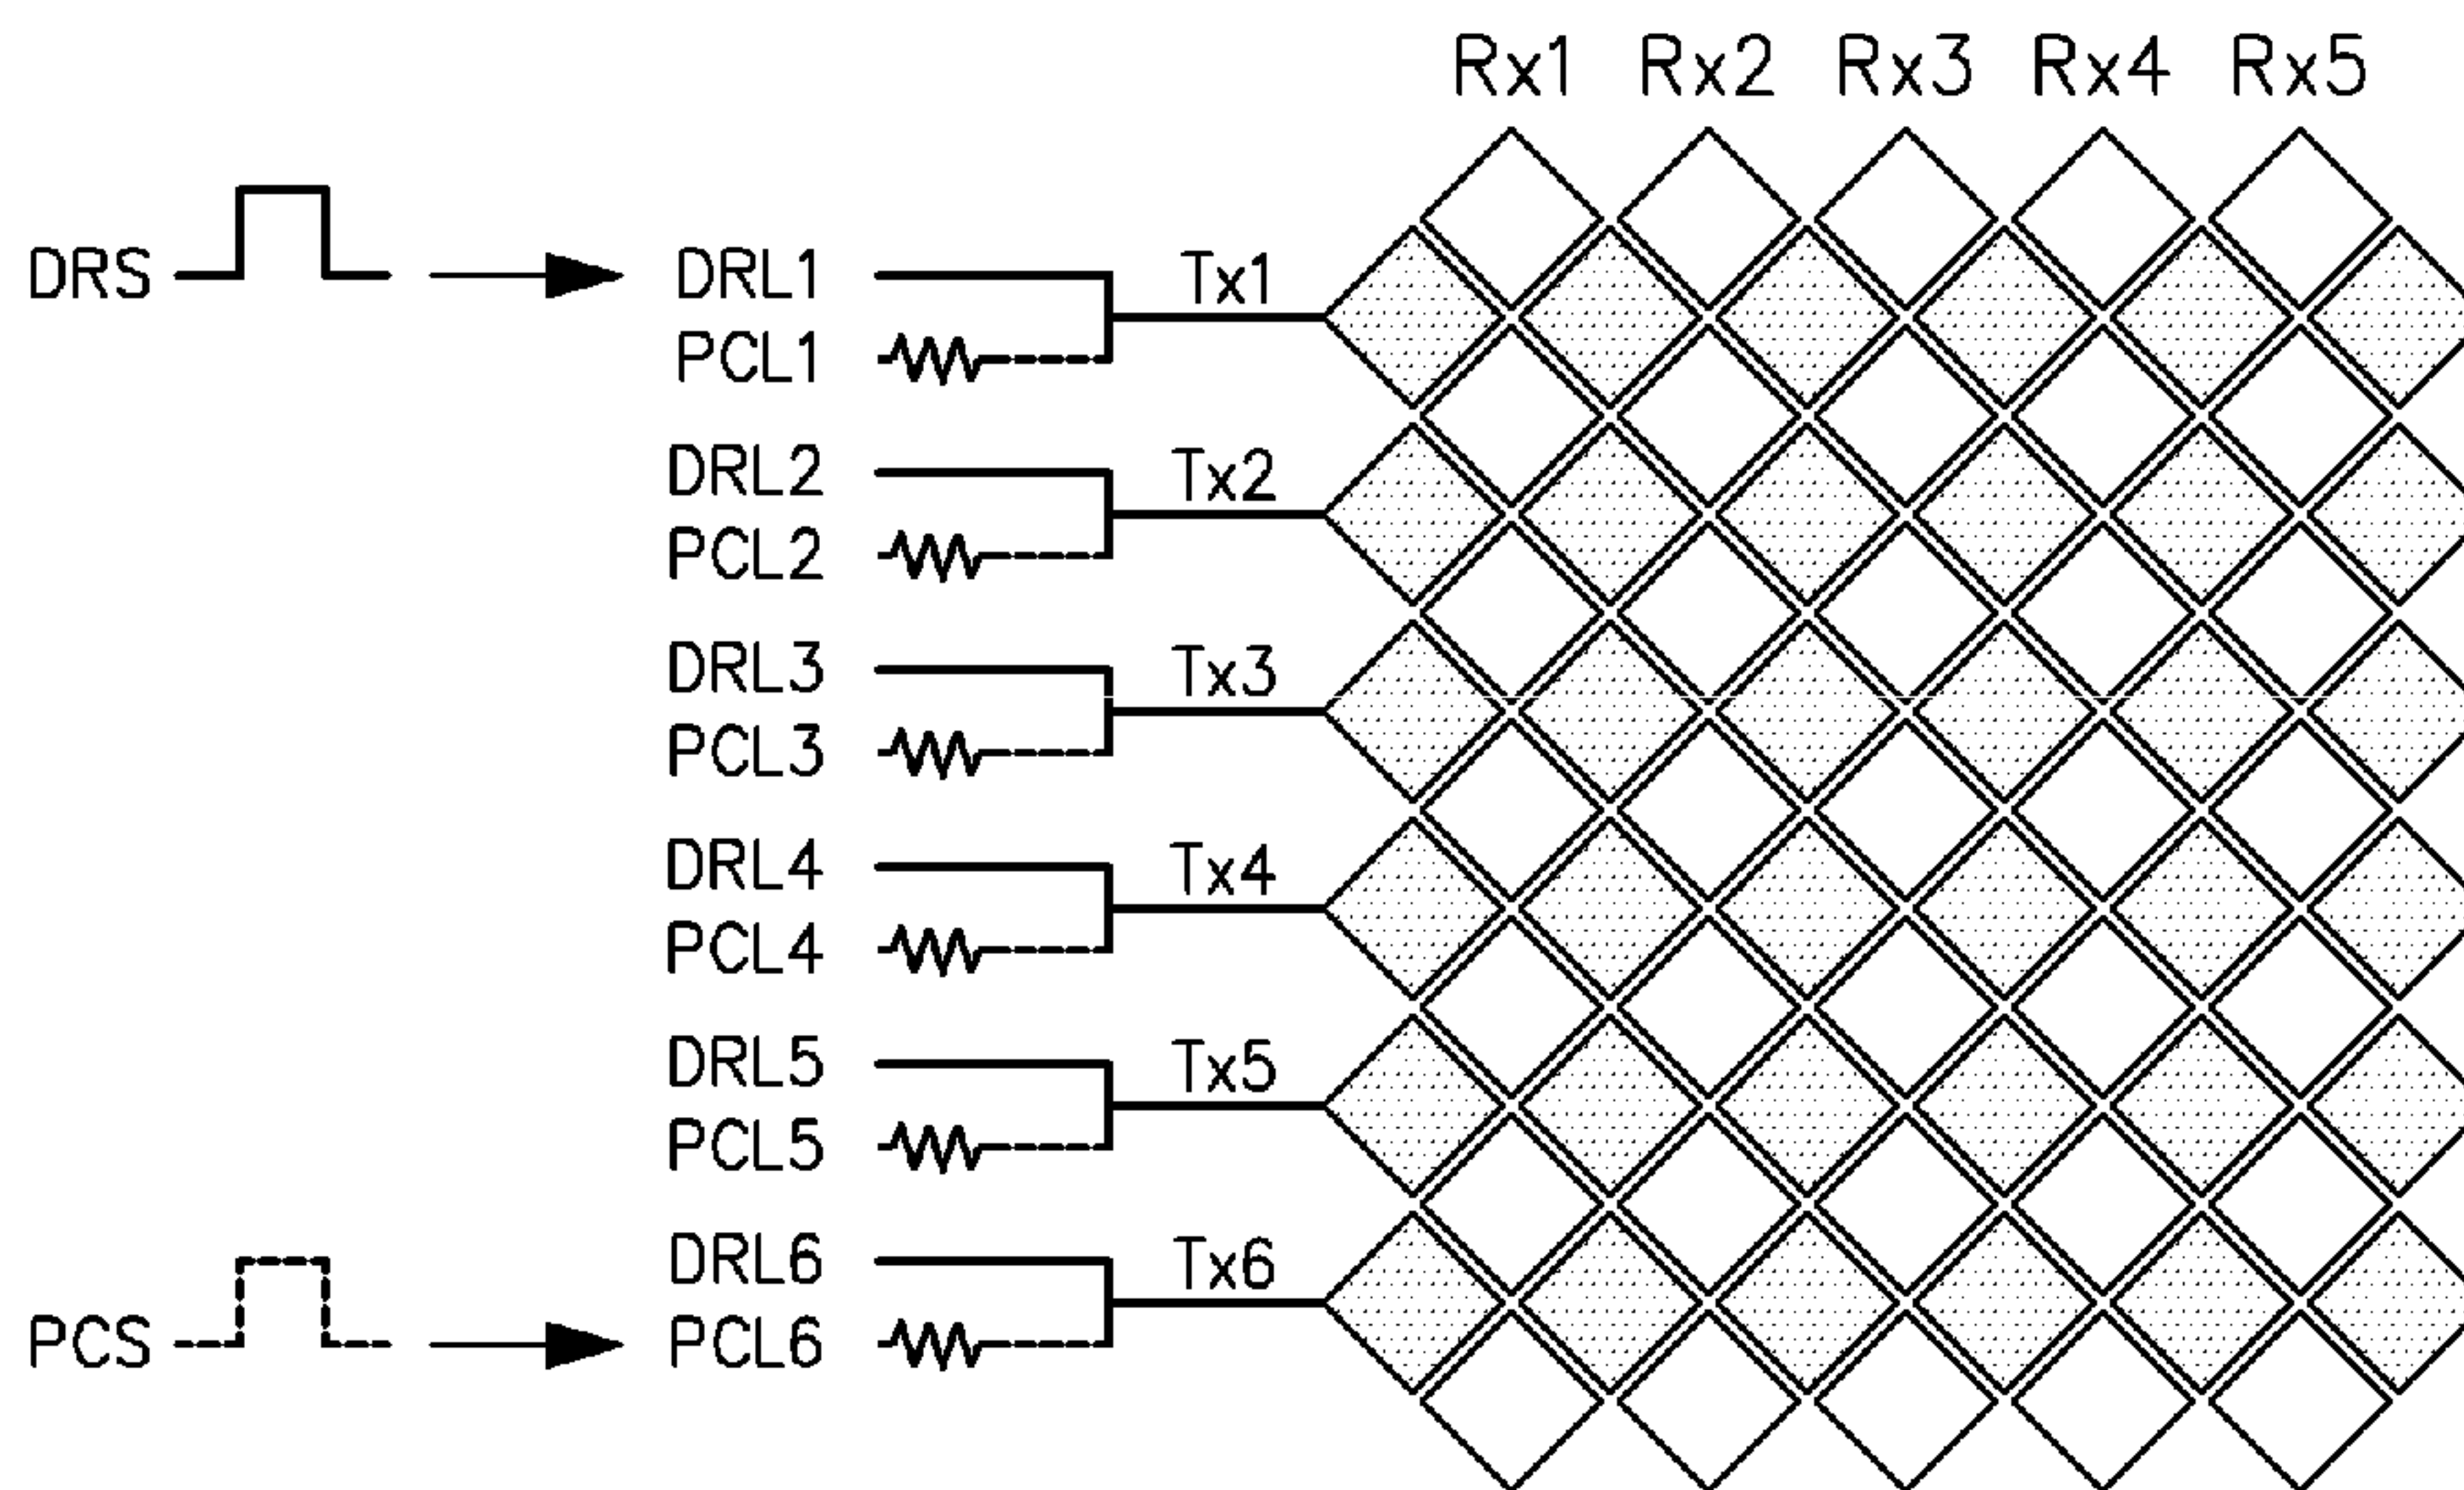 Rx1 Rx2 Rx3 Rx4 Rx5
DRS
DRL1
Tx1
PCL1
DRL2
Tx2
PCL2
DRL3
Tx3
PCL3
DRL4
Tx4
PCL4
DRL5
Tx5
PCL5
DRL6
Tx6
PCS
PCL6